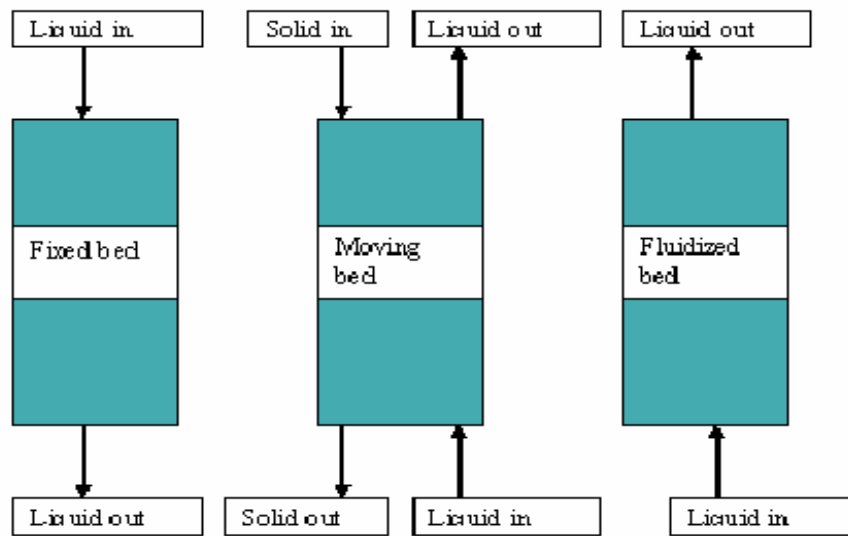 Liquid in
Solid in
Liquid out
Liquid out
Fixed bed
Moving
bed
Fluidized
bed
Liquid out
Solid out
Liquid in
Liquid in